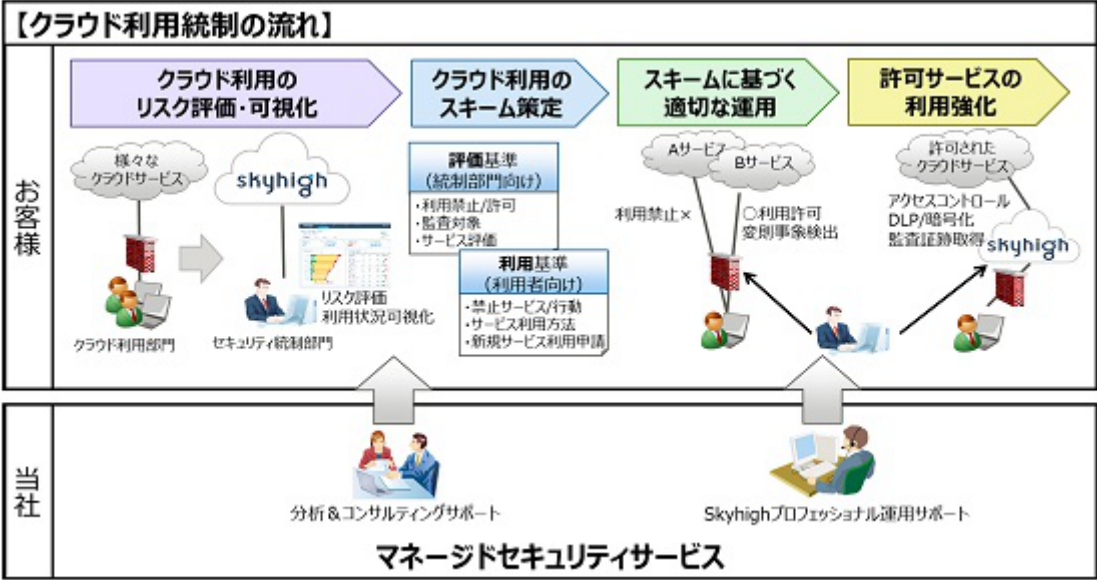 【クラウド利用統制の流れ】
お客様
クラウド利用の
リスク評価・可視化
様々な
クラウドサービス
クラウド利用部門
skyhigh
リスク評価
利用状況可視化
セキュリティ統制部門
クラウド利用の
スキーム策定
評価基準
（統制部門向け）
・利用禁止/許可
・監査対象
・サービス評価
利用基準
（利用者向け）
・禁止サービス/行動
・サービス利用方法
・新規サービス利用申請
スキームに基づく
適切な運用
Aサービス
Bサービス
利用禁止×
○利用許可
変則事象検出
許可サービスの
利用強化
許可された
クラウドサービス
アクセスコントロール
DLP/暗号化
監査証跡取得
skyhigh
当社
分析＆コンサルティングサポート
Skyhighプロフェッショナル運用サポート
マネージドセキュリティサービス